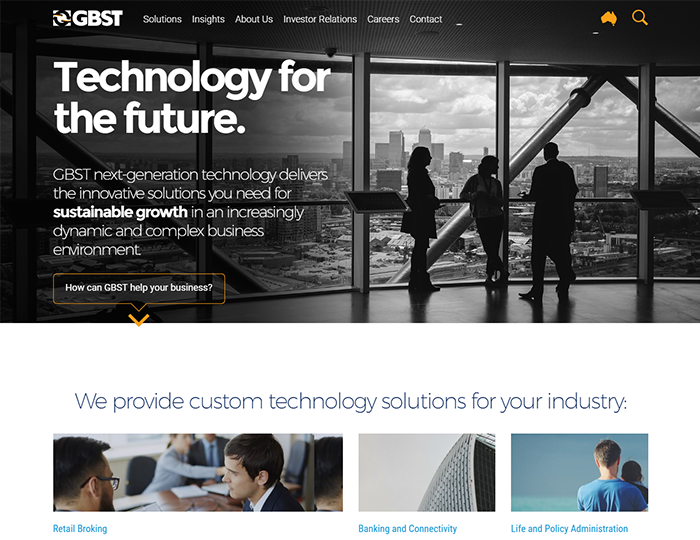 GBST Solutions Insights About Us Investor Relations Careers Contact
Technology for
the future.
GBST next-generation technology delivers
the innovative solutions you need for
sustainable growth in an increasingly
dynamic and complex business
environment.
How can GBST help your business?
We provide custom technology solutions for your industry:
Retail Broking Banking and Connectivity Life and Policy Administration